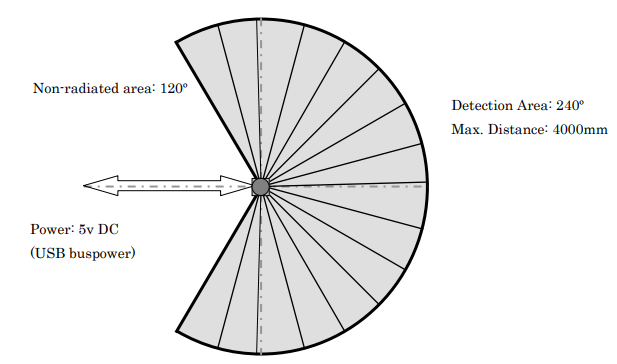 Non-radiated area: 120º
Detection Area: 240º
Max. Distance: 4000mm
Power: 5v DC
(USB buspower)